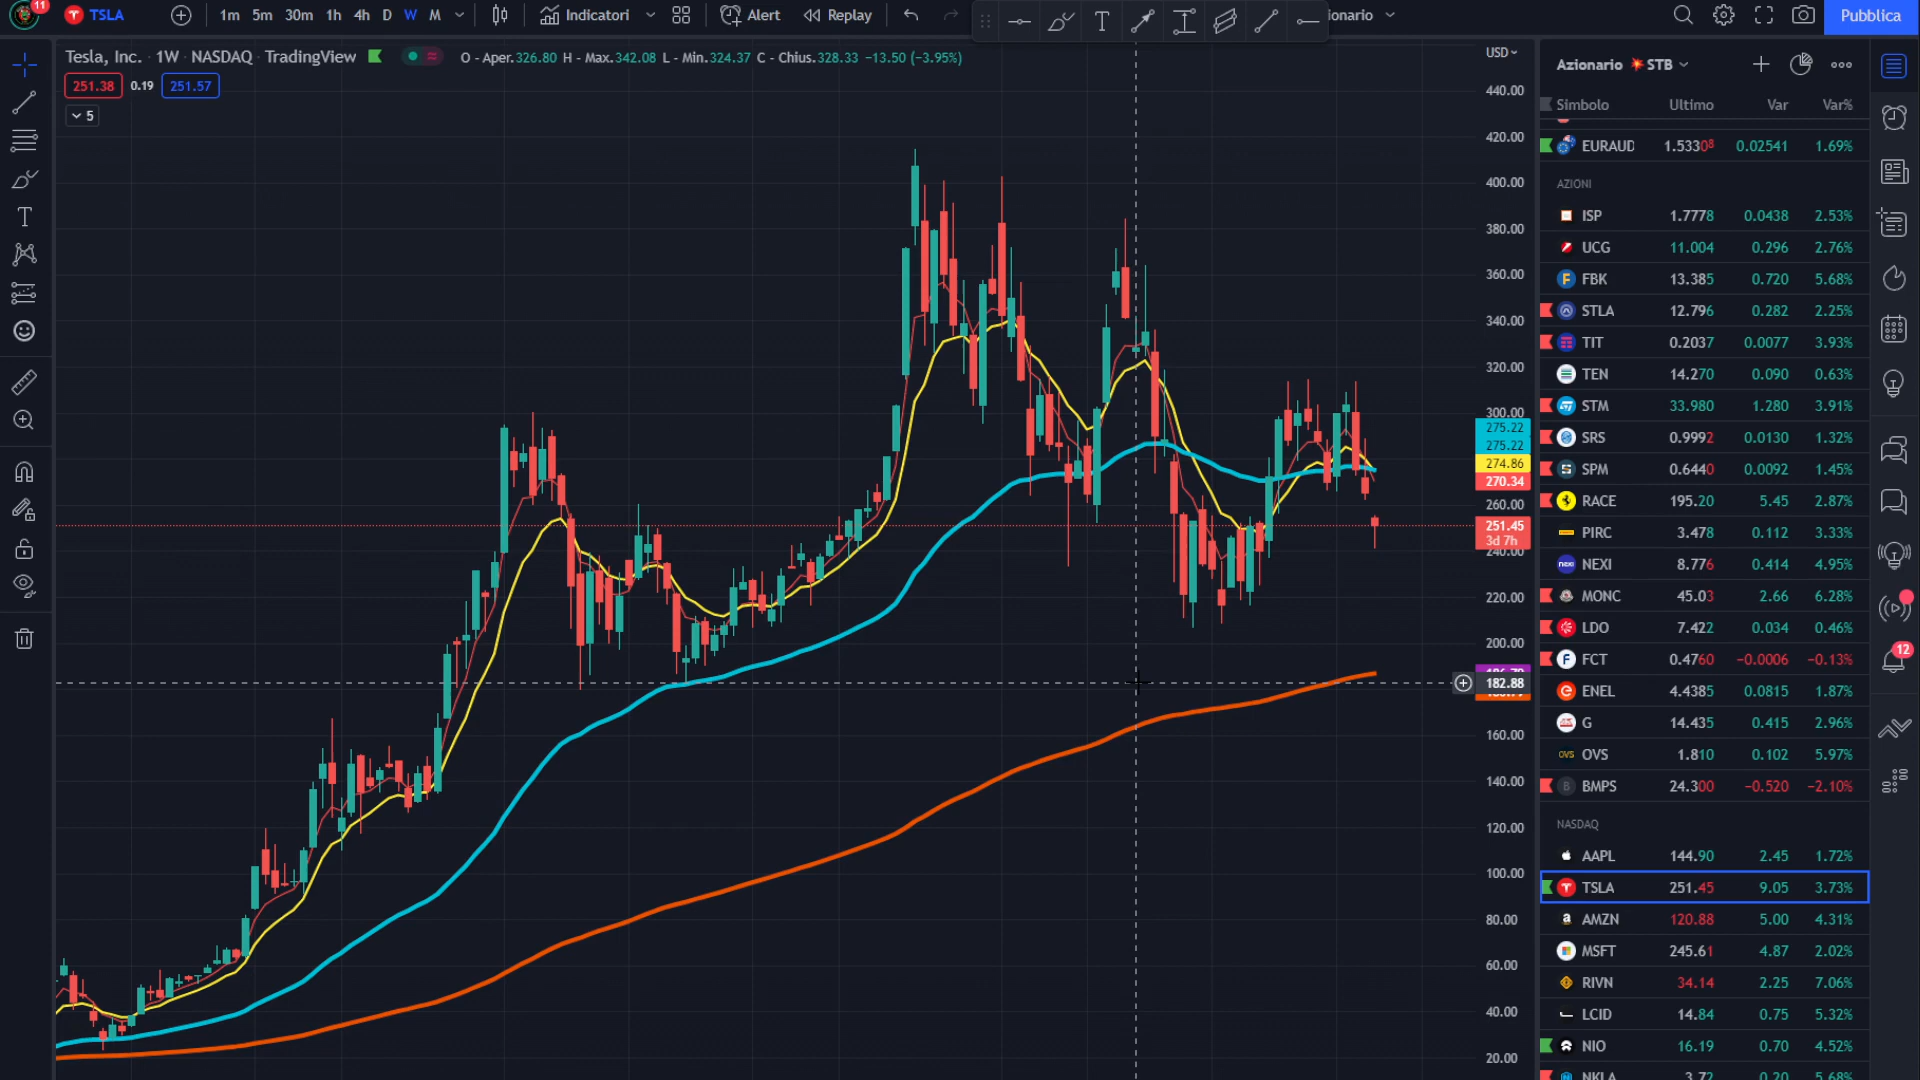 11
TSLA
1m 5m 30m 1h 4h D W M
Indicatori
Alert
Replay
ionario
Pubblica
Tesla, Inc. · 1W · NASDAQ · TradingView
O - Aper.326.80 H - Max.342.08 L - Min.324.37 C - Chius.328.33 −13.50 (−3.95%)
251.38 0.19 251.57
5
USD
440.00
420.00
400.00
380.00
360.00
340.00
320.00
300.00
275.22
275.22
274.86
270.34
260.00
251.45
3d 7h
240.00
220.00
200.00
182.88
160.00
140.00
120.00
100.00
80.00
60.00
40.00
20.00
Azionario STB
Simbolo Ultimo Var Var%
EURAUD 1.53308 0.02541 1.69%
AZIONI
ISP 1.7778 0.0438 2.53%
UCG 11.004 0.296 2.76%
FBK 13.385 0.720 5.68%
STLA 12.796 0.282 2.25%
TIT 0.2037 0.0077 3.93%
TEN 14.270 0.090 0.63%
STM 33.980 1.280 3.91%
SRS 0.9992 0.0130 1.32%
SPM 0.6440 0.0092 1.45%
RACE 195.20 5.45 2.87%
PIRC 3.478 0.112 3.33%
NEXI 8.776 0.414 4.95%
MONC 45.03 2.66 6.28%
LDO 7.422 0.034 0.46%
FCT 0.4760 −0.0006 −0.13%
ENEL 4.4385 0.0815 1.87%
G 14.435 0.415 2.96%
OVS 1.810 0.102 5.97%
BMPS 24.300 −0.520 −2.10%
NASDAQ
AAPL 144.90 2.45 1.72%
TSLA 251.45 9.05 3.73%
AMZN 120.88 5.00 4.31%
MSFT 245.61 4.87 2.02%
RIVN 34.14 2.25 7.06%
LCID 14.84 0.75 5.32%
NIO 16.19 0.70 4.52%
NKLA 3.72 0.20 5.68%
12